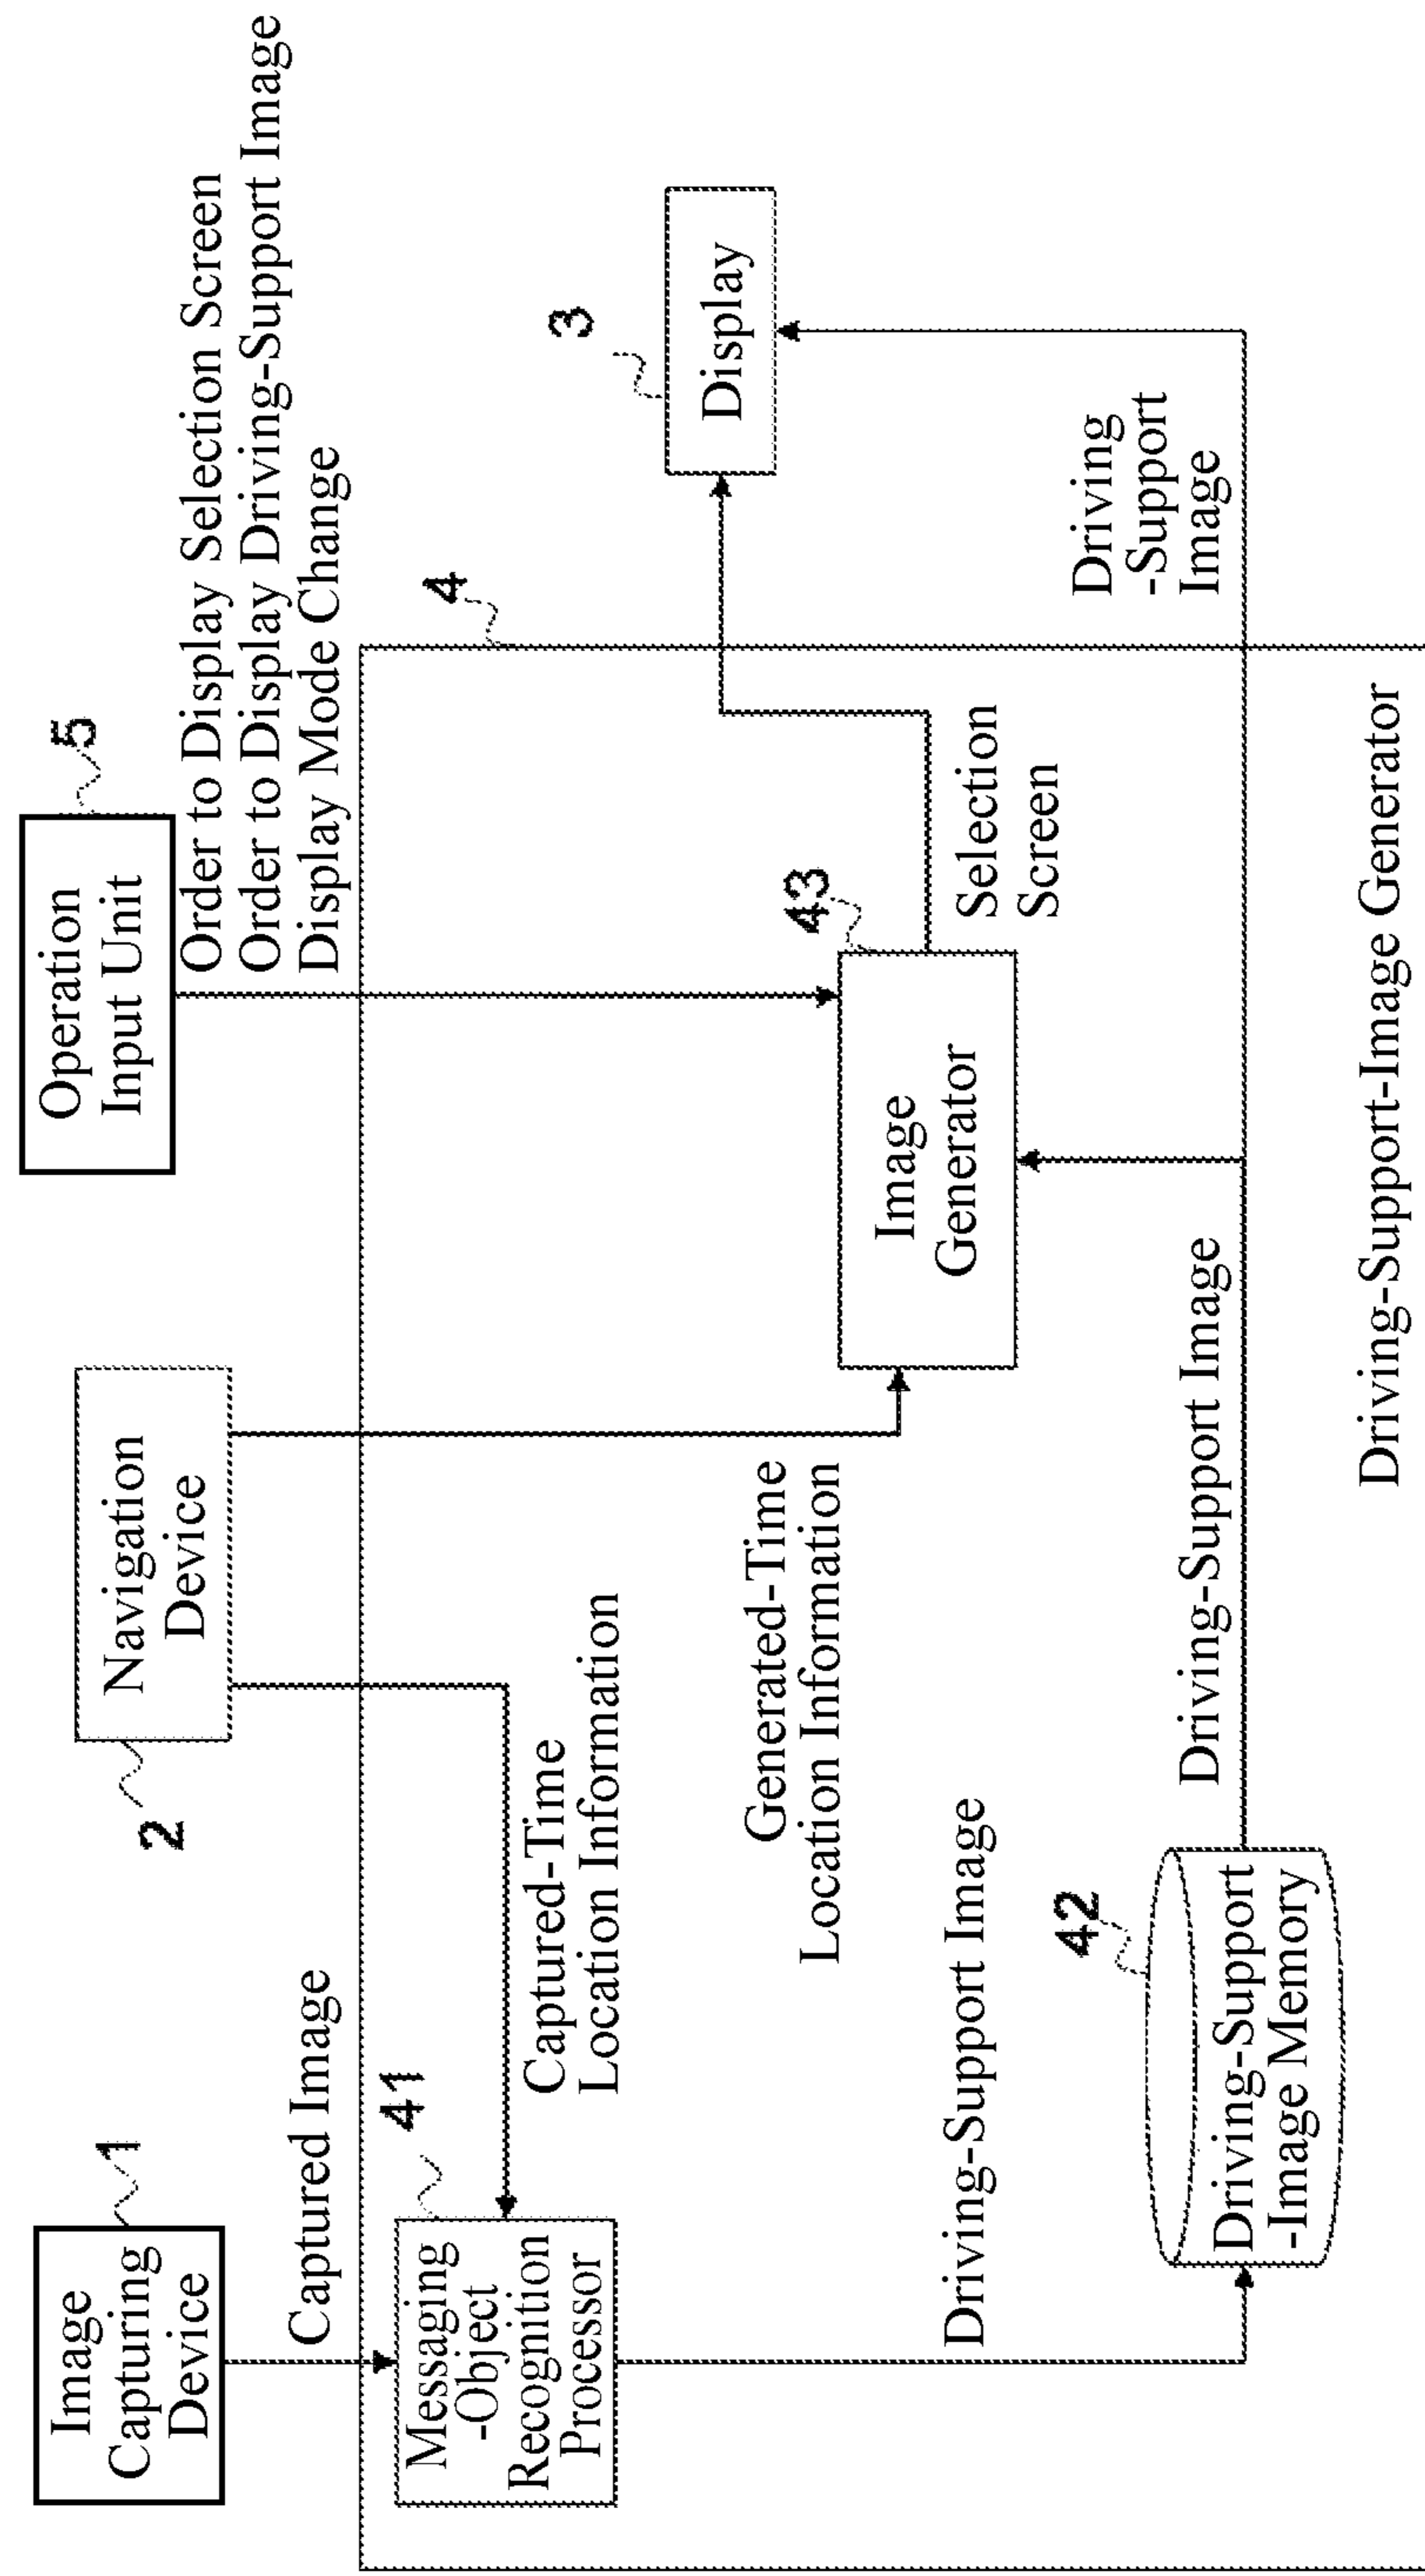 Image
Capturing
Device
1
Captured Image
Navigation
Device
2
Operation
Input Unit
5
Order to Display Selection Screen
Order to Display Driving-Support Image
Display Mode Change
4
Messaging
-Object
Recognition
Processor
41
Captured-Time
Location Information
Generated-Time
Location Information
Image
Generator
43
Selection
Screen
Display
3
Driving-Support Image
Driving-Support
-Image Memory
42
Driving-Support Image
Driving
-Support
Image
Driving-Support-Image Generator